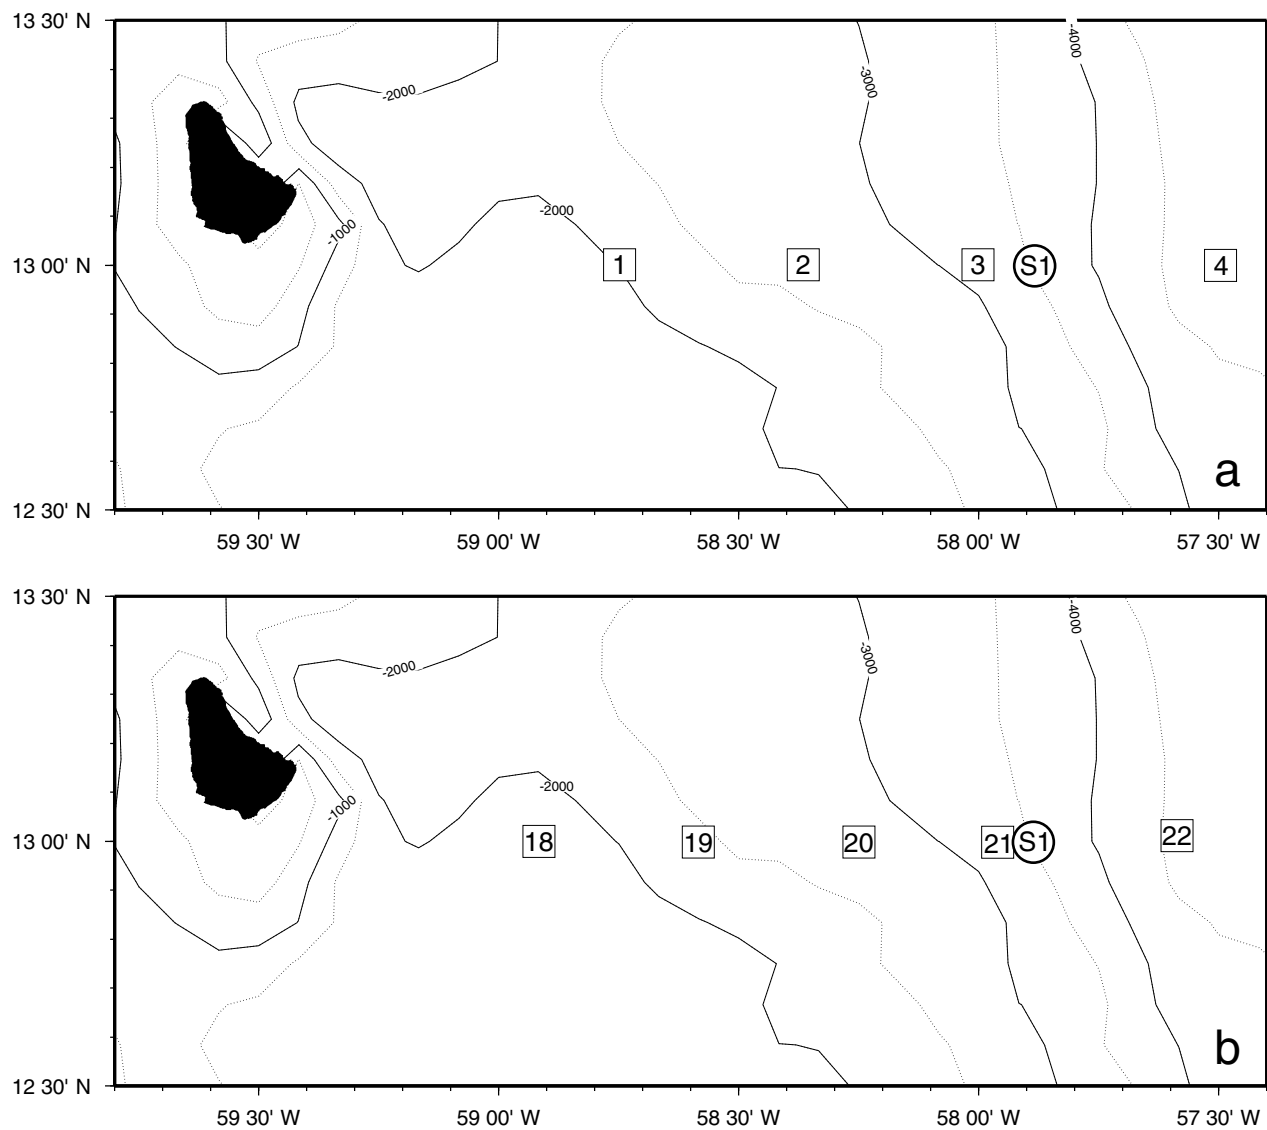 13 30' N
-4000
-3000
-2000
-2000
-1000
13 00' N
1
2
3
S1
4
12 30' N
a
59 30' W
59 00' W
58 30' W
58 00' W
57 30' W
13 30' N
-4000
-3000
-2000
-2000
-1000
13 00' N
18
19
20
21
S1
22
12 30' N
b
59 30' W
59 00' W
58 30' W
58 00' W
57 30' W